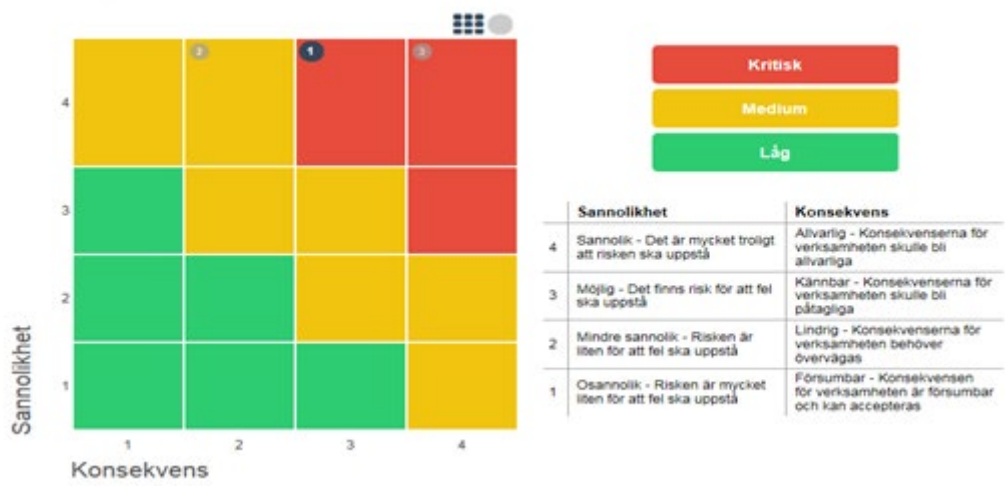 2
1
3
4
3
2
1
Sannolikhet
1
2
3
4
Konsekvens
Kritisk
Medium
Låg
Sannolikhet
Konsekvens
4
Sannolik - Det är mycket troligt
att risken ska uppstå
Allvarlig - Konsekvenserna för
verksamheten skulle bli
allvarliga
3
Möjlig - Det finns risk för att fel
ska uppstå
Kännbar - Konsekvenserna för
verksamheten skulle bli
påtagliga
2
Mindre sannolik - Risken är
liten för att fel ska uppstå
Lindrig - Konsekvenserna för
verksamheten behöver
övervägas
1
Osannolik - Risken är mycket
liten för att fel ska uppstå
Försumbar - Konsekvensen
för verksamheten är försumbar
och kan accepteras